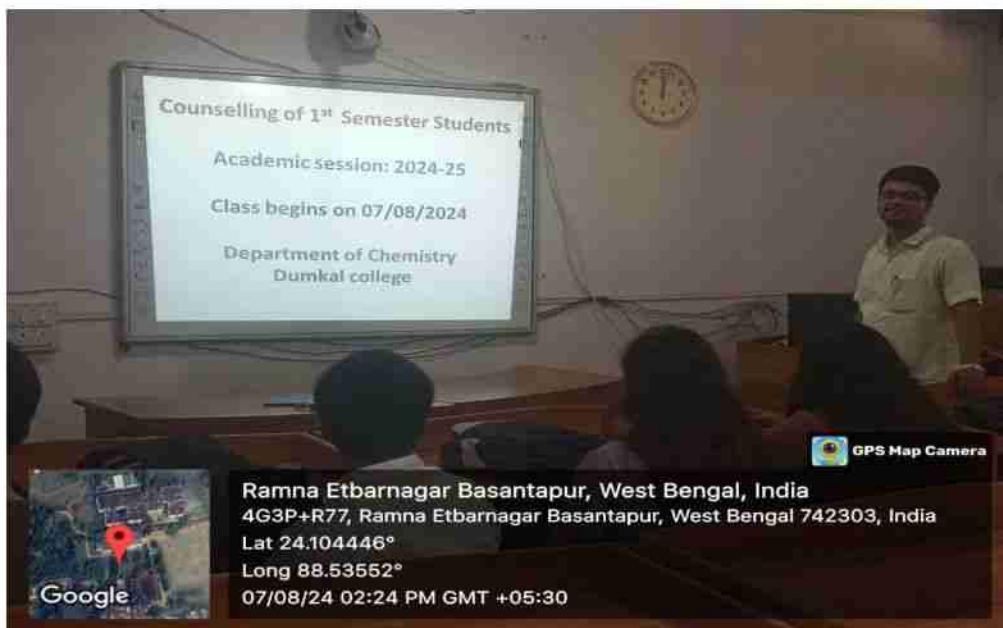 Counselling of 1st Semester Students
Academic session: 2024-25
Class begins on 07/08/2024
Department of Chemistry
Dumkal college
GPS Map Camera
Ramna Etbarnagar Basantapur, West Bengal, India
4G3P+R77, Ramna Etbarnagar Basantapur, West Bengal 742303, India
Lat 24.104446°
Long 88.53552°
07/08/24 02:24 PM GMT +05:30
Google